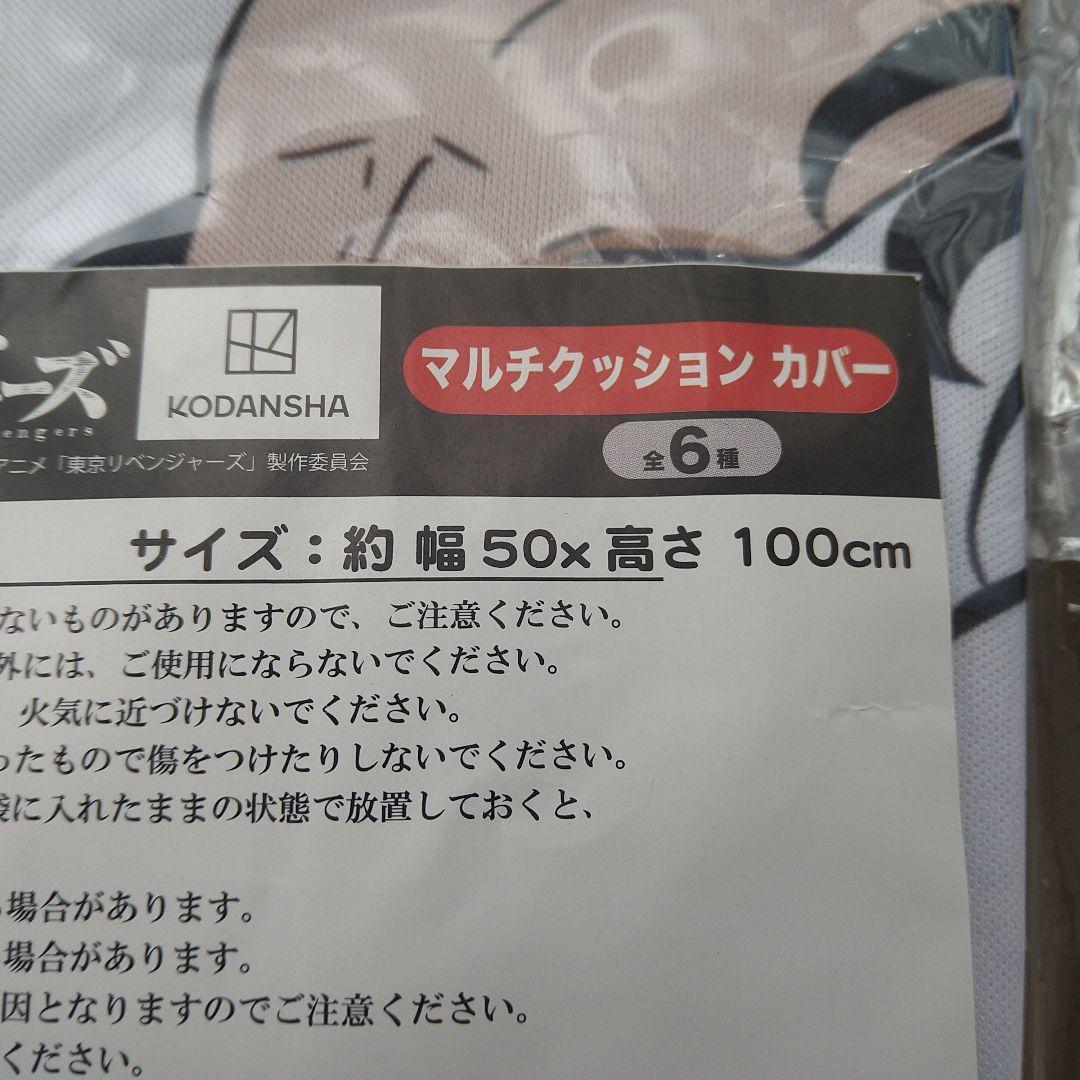 ーズ
engers
KODANSHA
アニメ「東京リベンジャーズ」製作委員会
マルチクッション カバー
全6種
サイズ：約 幅50x高さ 100cm
ないものがありますので、ご注意ください。
外には、ご使用にならないでください。
火気に近づけないでください。
ったもので傷をつけたりしないでください。
袋に入れたままの状態で放置しておくと、
場合があります。
場合があります。
因となりますのでご注意ください。
ください。